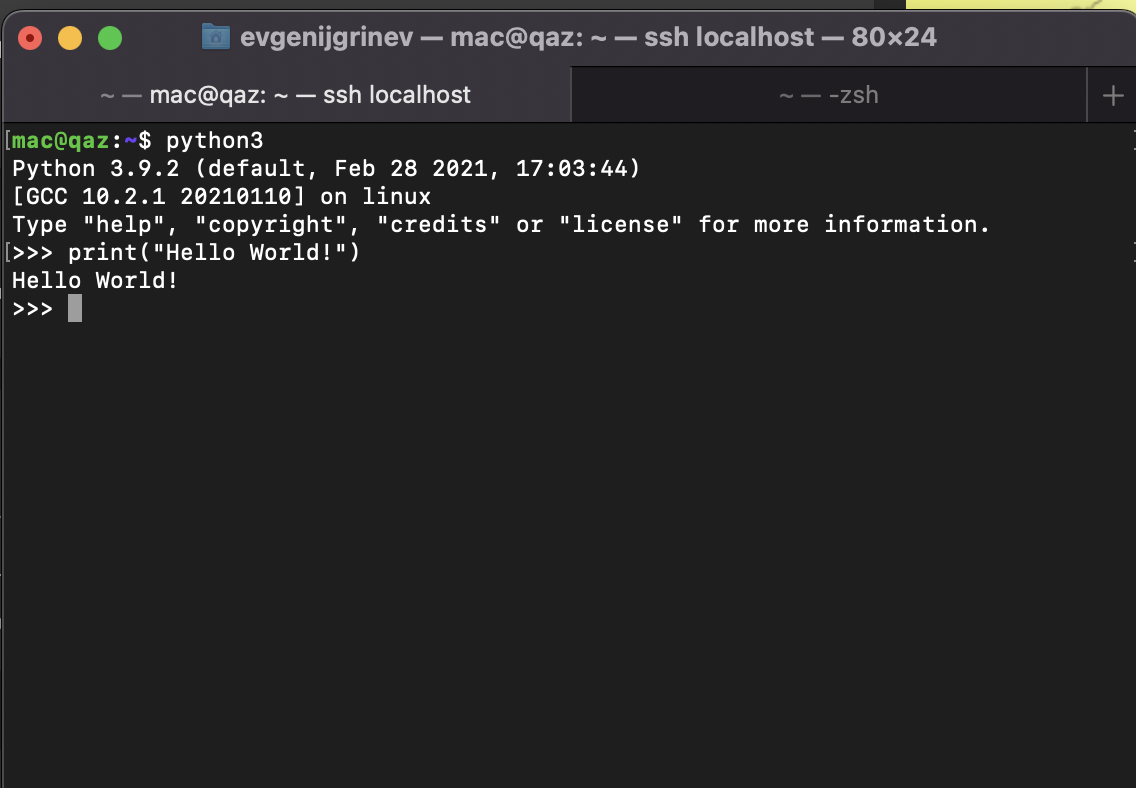 evgenijgrinev — mac@qaz: ~ — ssh localhost — 80×24
~ — mac@qaz: ~ — ssh localhost
~ — -zsh
mac@qaz:~$ python3
Python 3.9.2 (default, Feb 28 2021, 17:03:44)
[GCC 10.2.1 20210110] on linux
Type "help", "copyright", "credits" or "license" for more information.
>>> print("Hello World!")
Hello World!
>>>